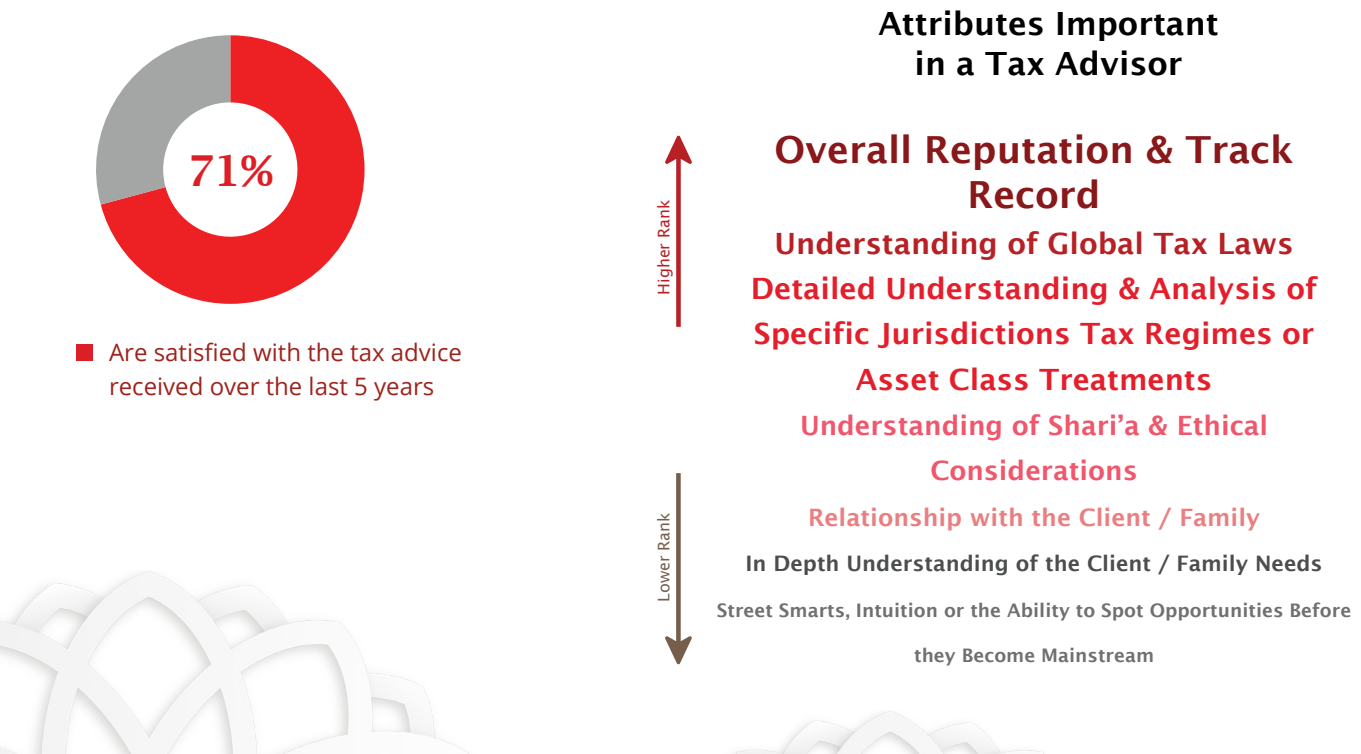 71%
Are satisfied with the tax advice
received over the last 5 years
Attributes Important
in a Tax Advisor
Higher Rank
Lower Rank
Overall Reputation & Track
Record
Understanding of Global Tax Laws
Detailed Understanding & Analysis of
Specific Jurisdictions Tax Regimes or
Asset Class Treatments
Understanding of Shari’a & Ethical
Considerations
Relationship with the Client / Family
In Depth Understanding of the Client / Family Needs
Street Smarts, Intuition or the Ability to Spot Opportunities Before
they Become Mainstream